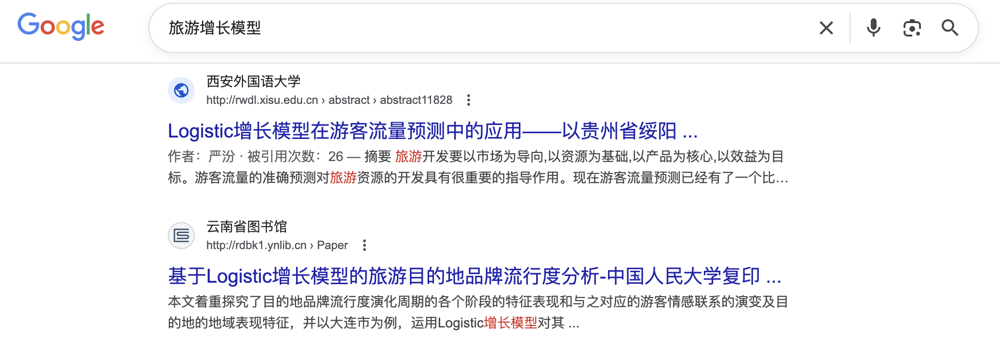 Google
旅游增长模型
西安外国语大学
http://rwdl.xisu.edu.cn › abstract › abstract11828
Logistic增长模型在游客流量预测中的应用——以贵州省绥阳 ...
作者：严汾 · 被引用次数：26 — 摘要 旅游开发要以市场为导向,以资源为基础,以产品为核心,以效益为目
标。游客流量的准确预测对旅游资源的开发具有很重要的指导作用。现在游客流量预测已经有了一个比…
云南省图书馆
http://rdbk1.ynlib.cn › Paper
基于Logistic增长模型的旅游目的地品牌流行度分析-中国人民大学复印 ...
本文着重探究了目的地品牌流行度演化周期的各个阶段的特征表现和与之对应的游客情感联系的演变及目
的地的地域表现特征，并以大连市为例，运用Logistic增长模型对其 ...